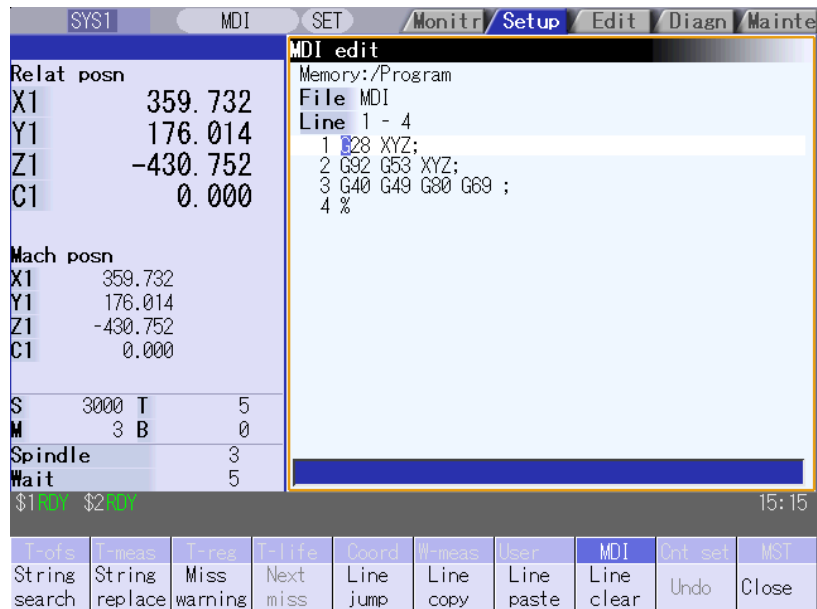 SYS1 MDI SET Monitr Setup Edit Diagn Mainte
MDI edit
Relat posn
X1 359.732
Y1 176.014
Z1 -430.752
C1 0.000
Mach posn
X1 359.732
Y1 176.014
Z1 -430.752
C1 0.000
S 3000 T 5
M 3 B 0
Spindle 3
Wait 5
Memory:/Program
File MDI
Line 1 - 4
1 G28 XYZ;
2 G92 G53 XYZ;
3 G40 G49 G80 G69 ;
4 %
$1RDY $2RDY 15:15
T-ofs T-meas T-reg T-life Coord W-meas User MDI Cnt set MST
String search String replace Miss warning Next miss Line jump Line copy Line paste Line clear Undo Close